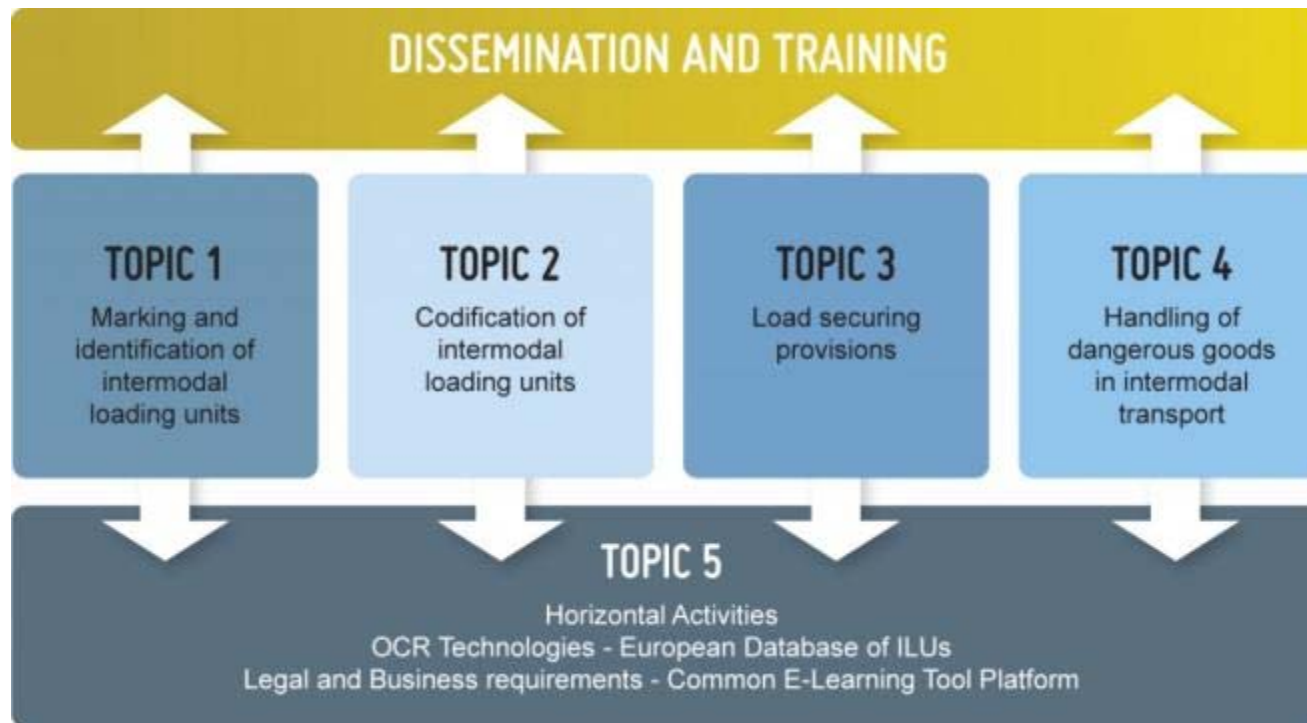 DISSEMINATION AND TRAINING
TOPIC 1
Marking and
identification of
intermodal
loading units
TOPIC 2
Codification of
intermodal
loading units
TOPIC 3
Load securing
provisions
TOPIC 4
Handling of
dangerous goods
in intermodal
transport
TOPIC 5
Horizontal Activities
OCR Technologies - European Database of ILUs
Legal and Business requirements - Common E-Learning Tool Platform